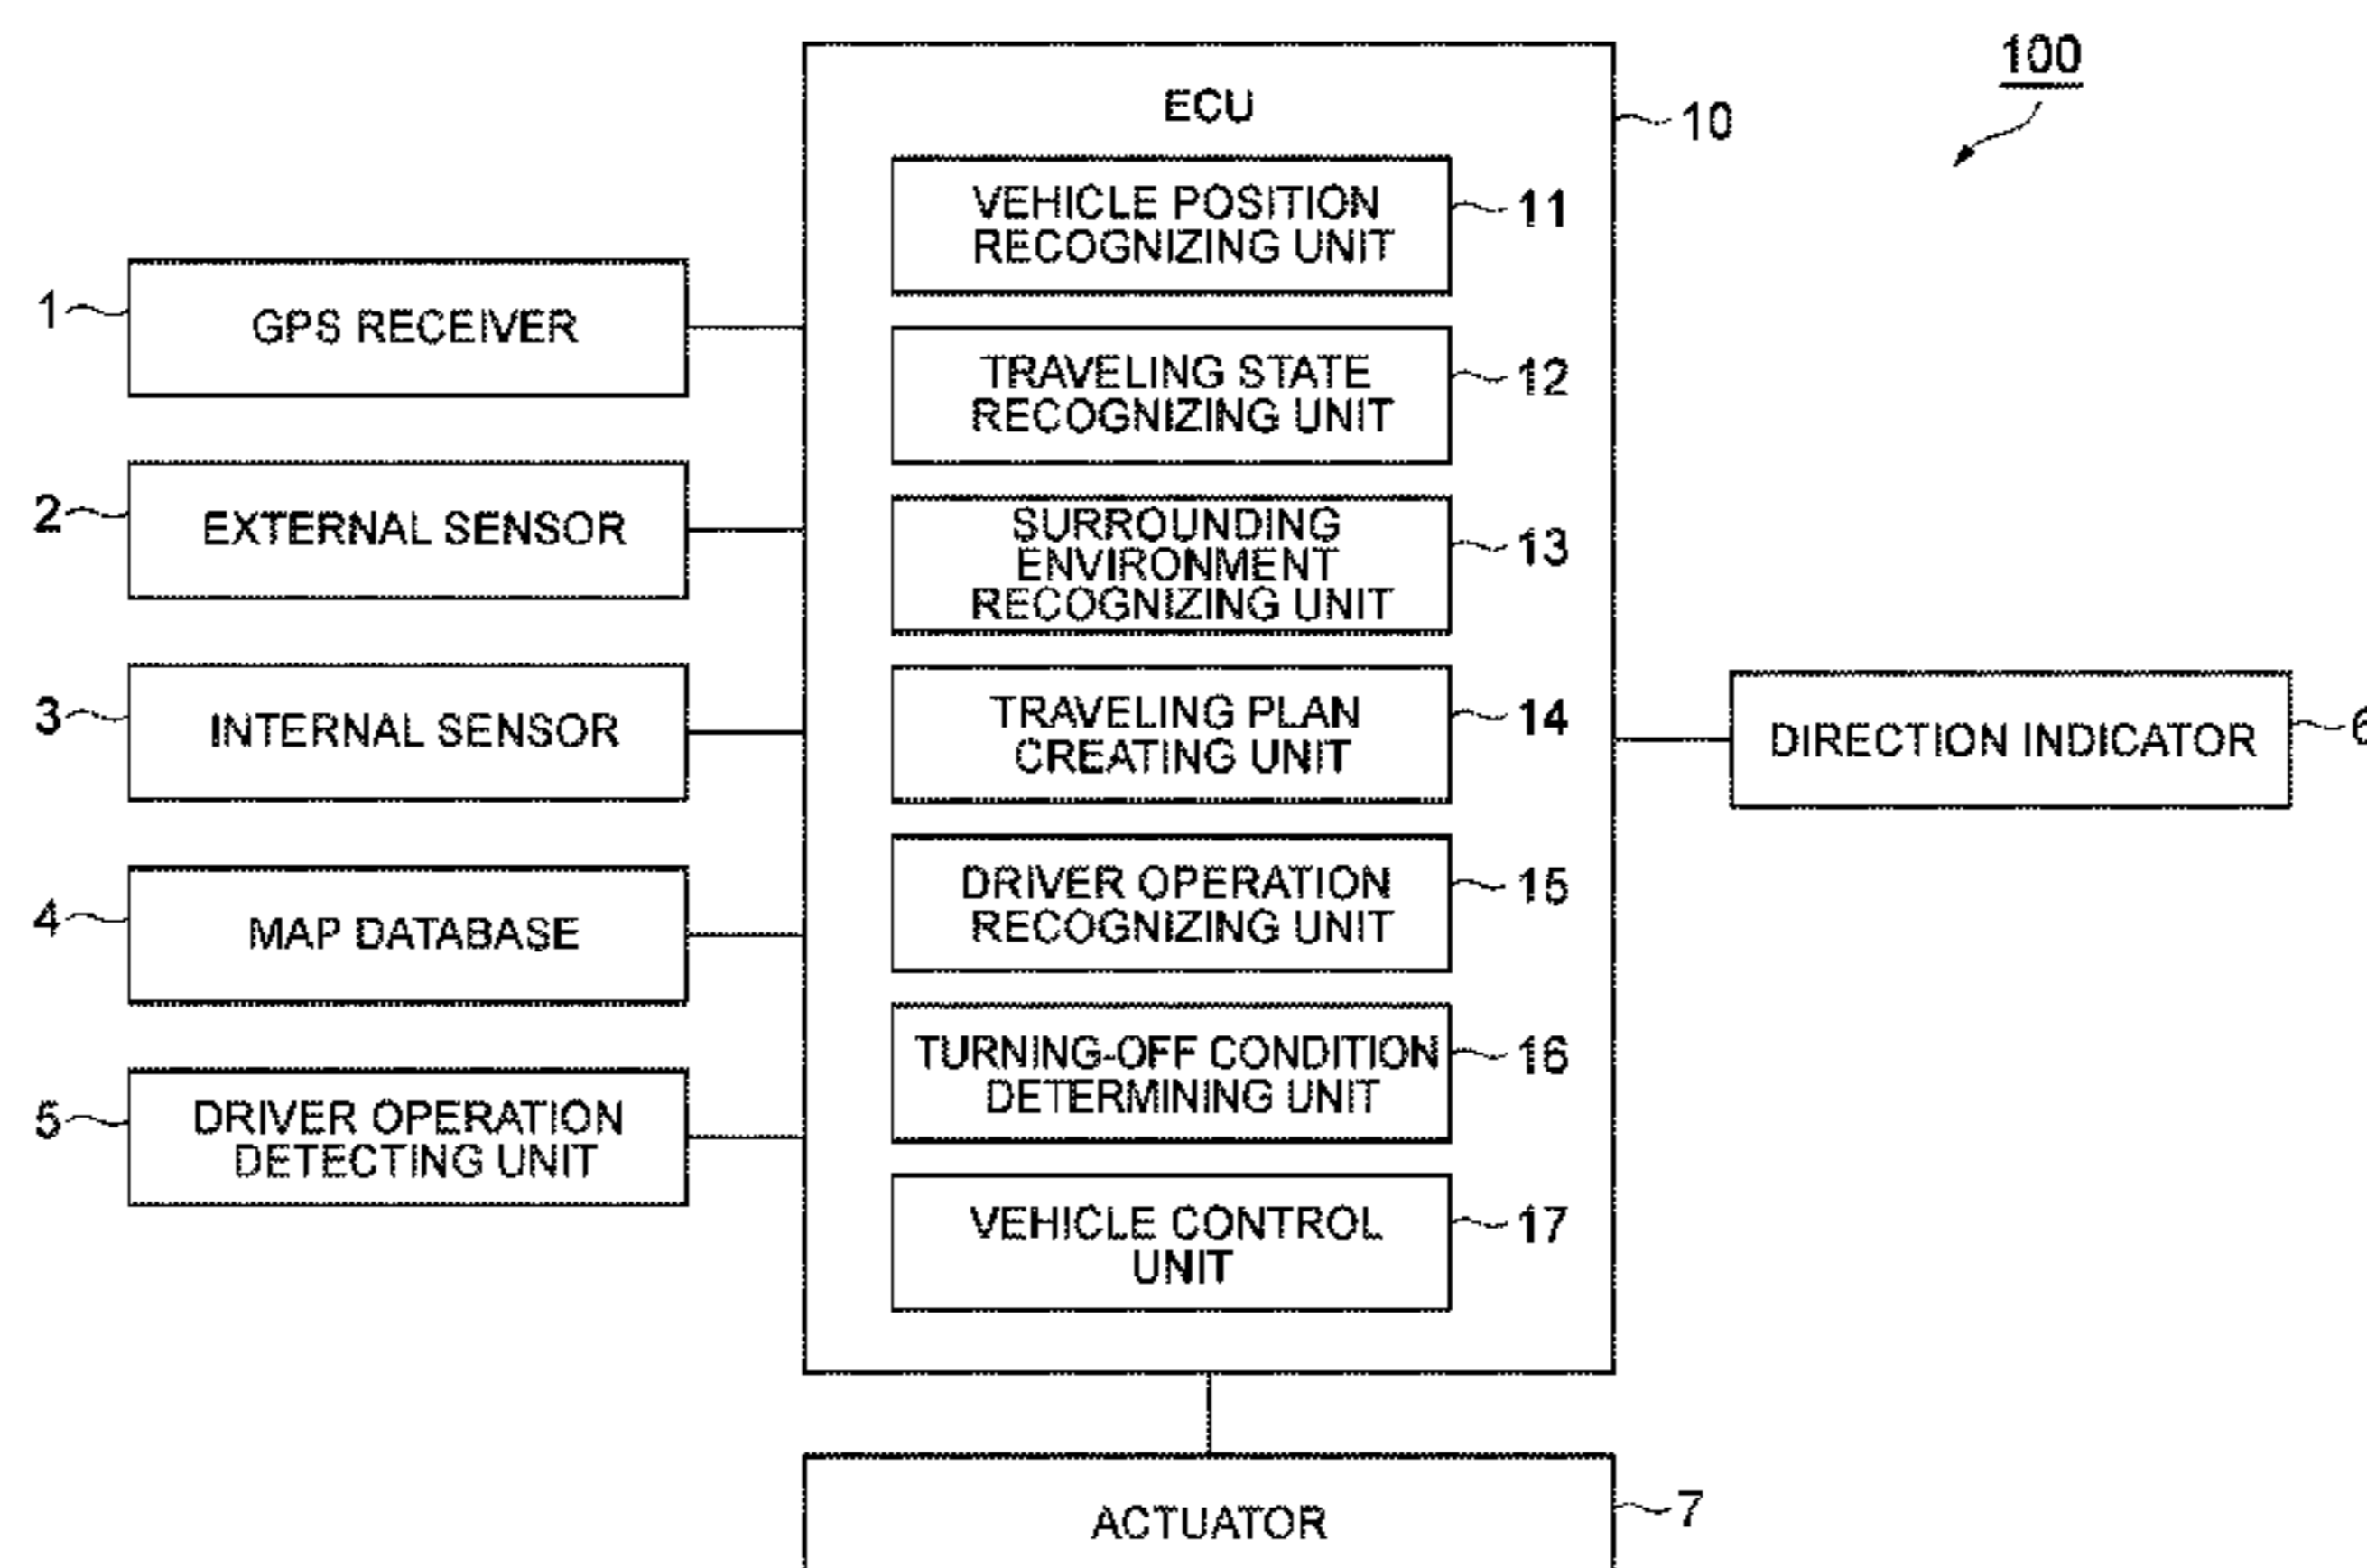 100
ECU
10
VEHICLE POSITION
RECOGNIZING UNIT
11
1
GPS RECEIVER
TRAVELING STATE
RECOGNIZING UNIT
12
2
EXTERNAL SENSOR
SURROUNDING
ENVIRONMENT
RECOGNIZING UNIT
13
3
INTERNAL SENSOR
TRAVELING PLAN
CREATING UNIT
14
DIRECTION INDICATOR
6
4
MAP DATABASE
DRIVER OPERATION
RECOGNIZING UNIT
15
5
DRIVER OPERATION
DETECTING UNIT
TURNING-OFF CONDITION
DETERMINING UNIT
16
VEHICLE CONTROL
UNIT
17
ACTUATOR
7